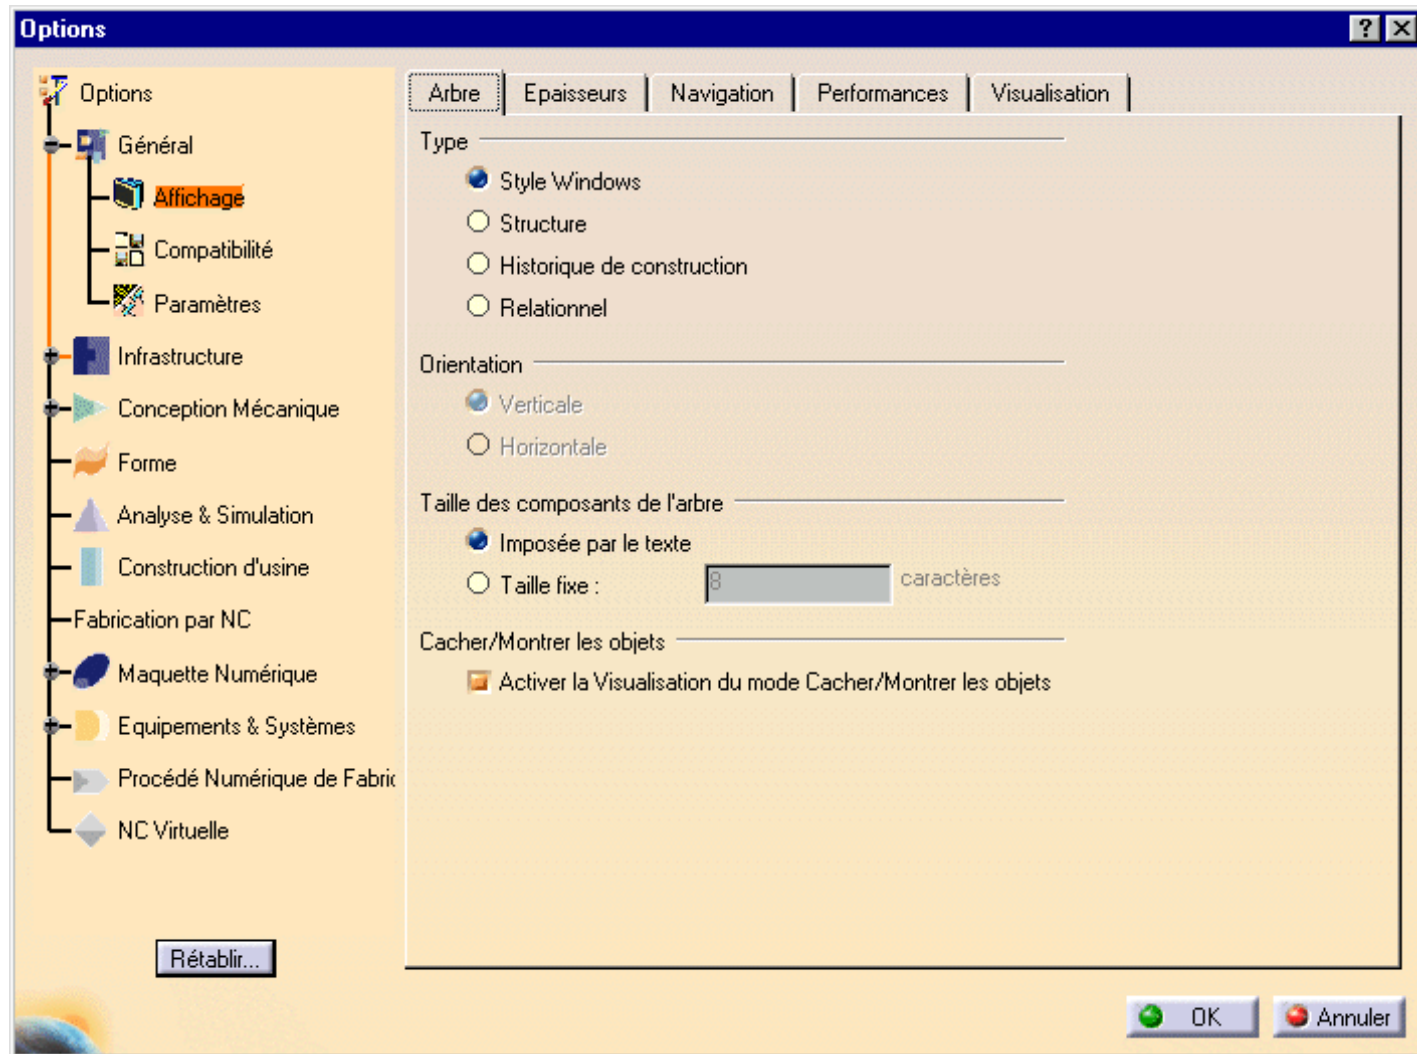 Options
Options
Général
Affichage
Compatibilité
Paramètres
Infrastructure
Conception Mécanique
Forme
Analyse & Simulation
Construction d'usine
Fabrication par NC
Maquette Numérique
Equipements & Systèmes
Procédé Numérique de Fabric
NC Virtuelle
Rétablir...
Arbre Epaisseurs Navigation Performances Visualisation
Type
Style Windows
Structure
Historique de construction
Relationnel
Orientation
Verticale
Horizontale
Taille des composants de l'arbre
Imposée par le texte
Taille fixe : 8 caractères
Cacher/Montrer les objets
Activer la Visualisation du mode Cacher/Montrer les objets
OK Annuler